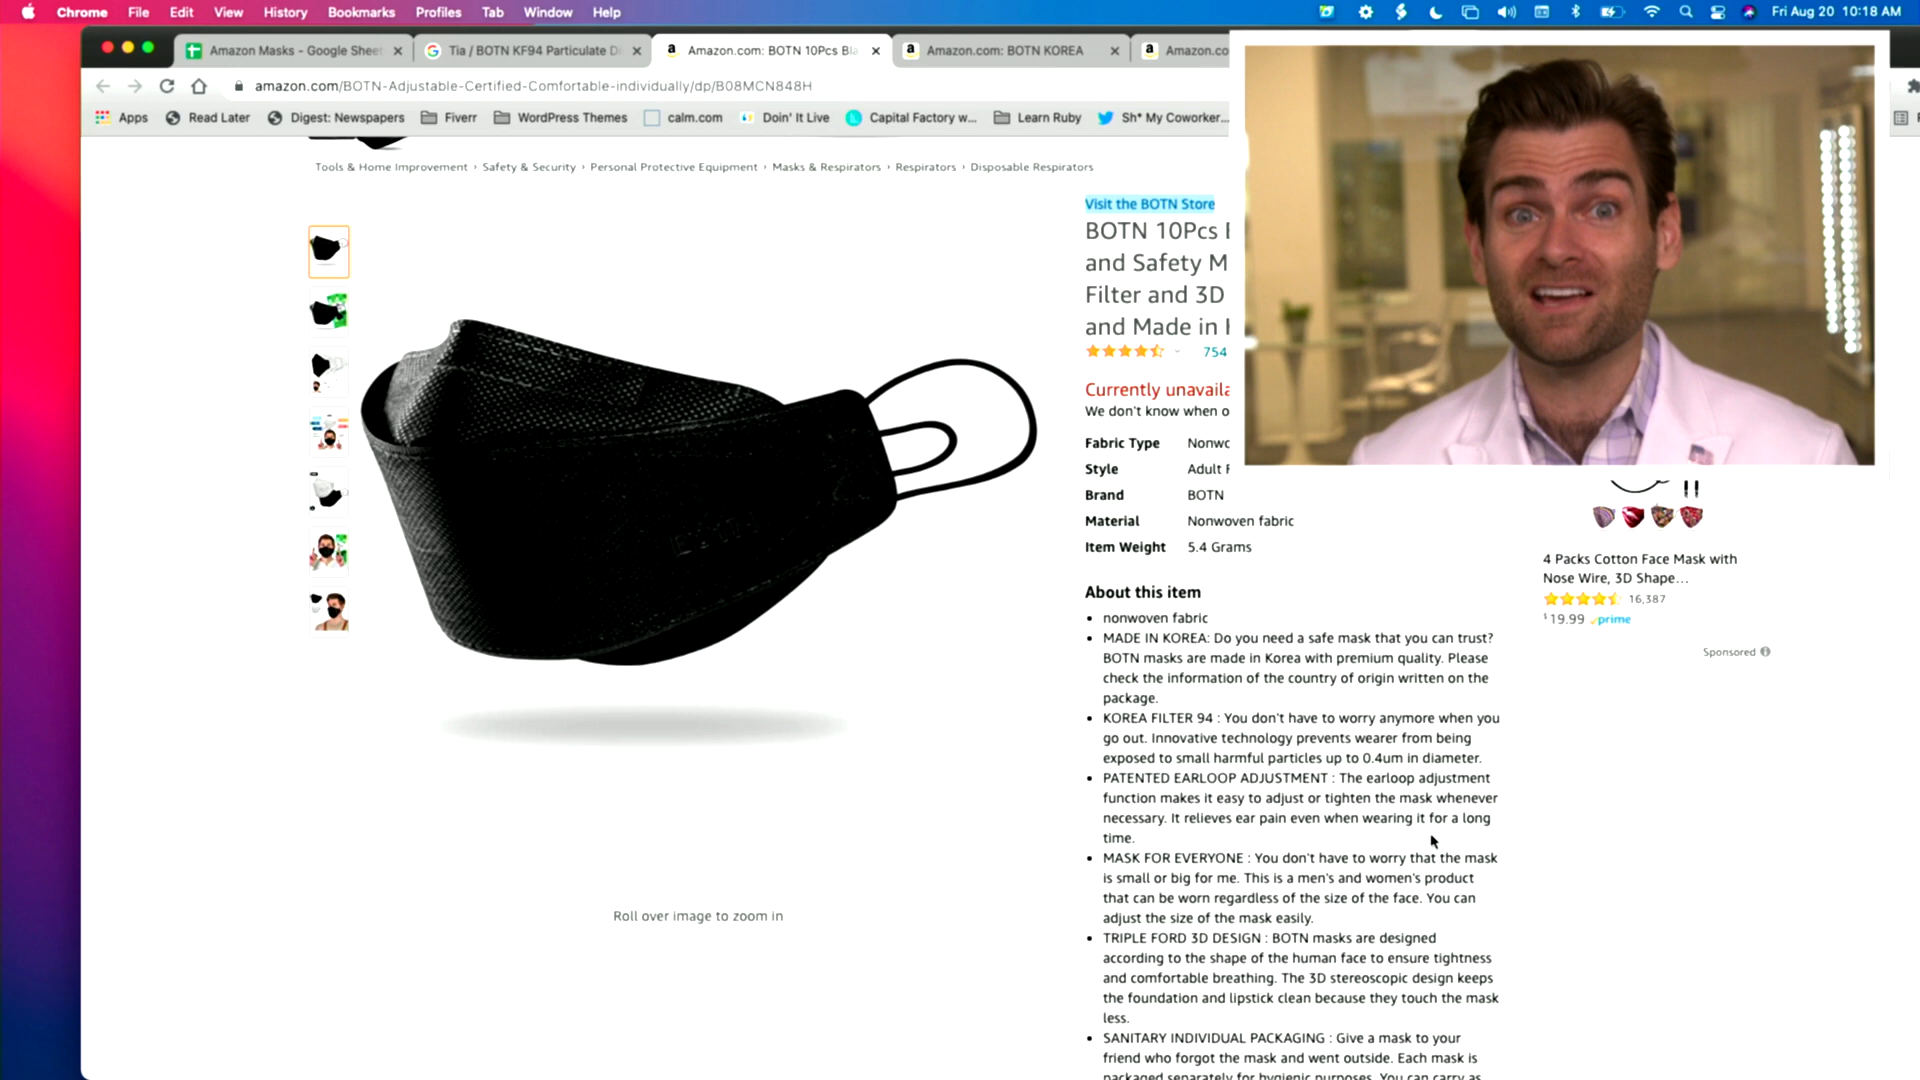 Chrome File Edit View History Bookmarks Profiles Tab Window Help Fri Aug 20 10:18 AM
Amazon Masks - Google Sheet Tia / BOTN KF94 Particulate D Amazon.com: BOTN 10Pcs Bla Amazon.com: BOTN KOREA Amazon.co
amazon.com/BOTN-Adjustable-Certified-Comfortable-individually/dp/B08MCN848H
Apps Read Later Digest: Newspapers Fiverr WordPress Themes calm.com Doin' It Live Capital Factory w... Learn Ruby Sh* My Coworker...
Tools & Home Improvement › Safety & Security › Personal Protective Equipment › Masks & Respirators › Respirators › Disposable Respirators
Visit the BOTN Store
BOTN 10Pcs
and Safety M
Filter and 3D
and Made in
754
Currently unavaila
We don't know when o
Fabric Type Nonwo
Style Adult
Brand BOTN
Material Nonwoven fabric
Item Weight 5.4 Grams
About this item
• nonwoven fabric
• MADE IN KOREA: Do you need a safe mask that you can trust?
BOTN masks are made in Korea with premium quality. Please
check the information of the country of origin written on the
package.
• KOREA FILTER 94 : You don't have to worry anymore when you
go out. Innovative technology prevents wearer from being
exposed to small harmful particles up to 0.4um in diameter.
• PATENTED EARLOOP ADJUSTMENT : The earloop adjustment
function makes it easy to adjust or tighten the mask whenever
necessary. It relieves ear pain even when wearing it for a long
time.
• MASK FOR EVERYONE : You don't have to worry that the mask
is small or big for me. This is a men's and women's product
that can be worn regardless of the size of the face. You can
adjust the size of the mask easily.
• TRIPLE FORD 3D DESIGN : BOTN masks are designed
according to the shape of the human face to ensure tightness
and comfortable breathing. The 3D stereoscopic design keeps
the foundation and lipstick clean because they touch the mask
less.
• SANITARY INDIVIDUAL PACKAGING : Give a mask to your
friend who forgot the mask and went outside. Each mask is
packaged separately for hygienic purposes. You can carry as
Roll over image to zoom in
4 Packs Cotton Face Mask with
Nose Wire, 3D Shape...
16,387
$19.99 prime
Sponsored